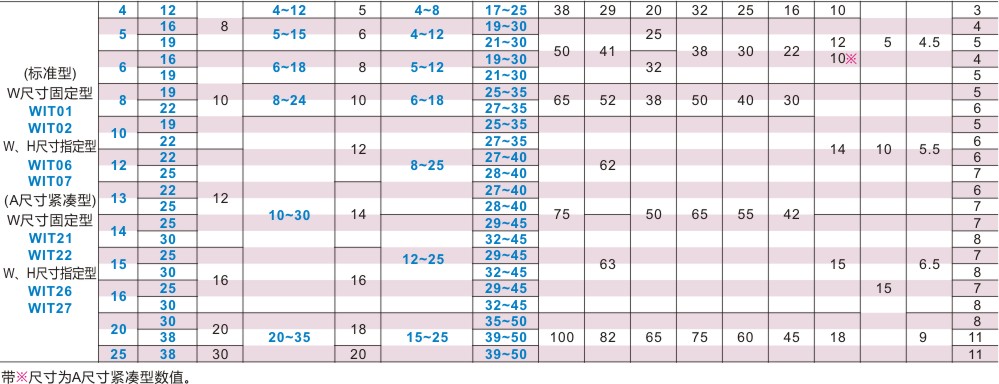 4 12 8 4~12 5 4~8 17~25 38 29 20 32 25 16 10 3
5 16 5~15 6 4~12 19~30 50 41 25 38 30 22 12 5 4.5 4
19 21~30 10※ 5
6 16 6~18 8 5~12 19~30 32 4
(标准型) 19 21~30 5
W尺寸固定型 8 19 10 8~24 10 6~18 25~35 65 52 38 50 40 30 5
WIT01 22 27~35 6
WIT02 10 19 25~35 5
W、H尺寸指定型 22 12 27~35 14 10 5.5 6
WIT06 12 22 8~25 27~40 62 6
WIT07 25 28~40 7
(A尺寸紧凑型) 13 22 12 27~40 6
25 10~30 14 28~40 75 50 65 55 42 7
W尺寸固定型 14 25 29~45 7
WIT21 30 32~45 8
WIT22 15 25 12~25 29~45 63 15 6.5 7
W、H尺寸指定型 30 16 16 32~45 8
WIT26 16 25 29~45 15 7
WIT27 30 32~45 8
20 30 20 20~35 18 15~25 35~50 8
38 39~50 100 82 65 75 60 45 18 9 11
25 38 30 20 39~50 11
带※尺寸为A尺寸紧凑型数值。